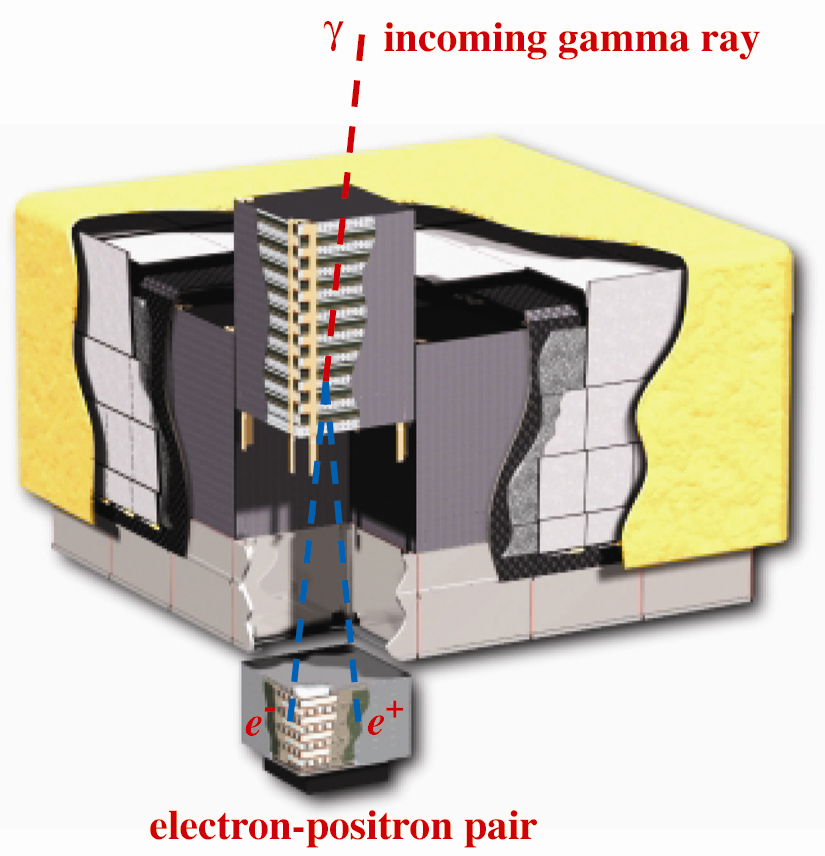 γ incoming gamma ray
e⁻ e⁺
electron-positron pair